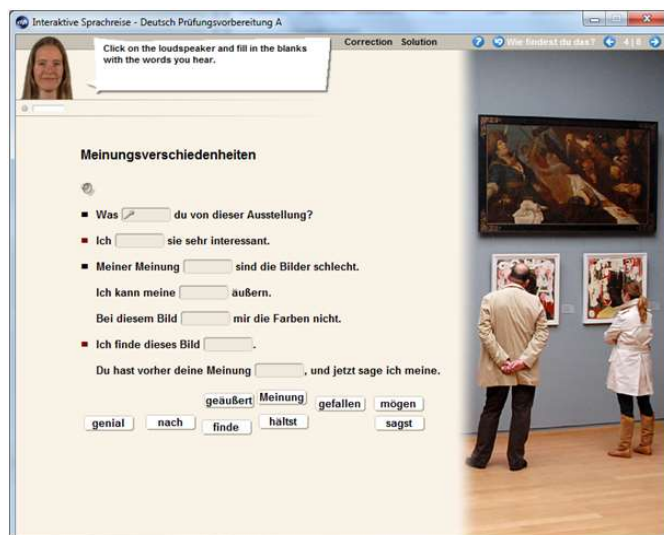 Interaktive Sprachreise - Deutsch Prüfungsvorbereitung A
Click on the loudspeaker and fill in the blanks
with the words you hear.
Correction Solution
? Wie findest du das? 4 | 8
Meinungsverschiedenheiten
Was du von dieser Ausstellung?
Ich sie sehr interessant.
Meiner Meinung sind die Bilder schlecht.
Ich kann meine äußern.
Bei diesem Bild mir die Farben nicht.
Ich finde dieses Bild .
Du hast vorher deine Meinung , und jetzt sage ich meine.
geäußert Meinung gefallen mögen
genial nach finde hältst sagst